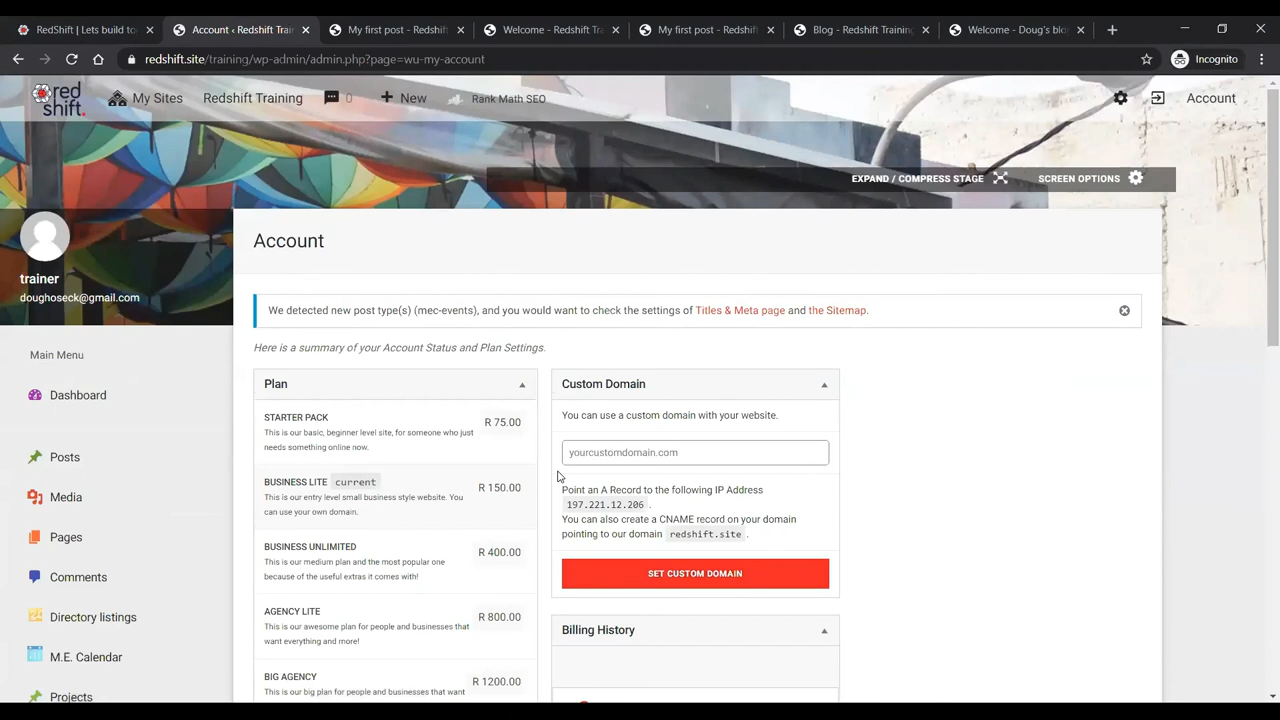 RedShift | Lets build to
Account ‹ Redshift Train
My first post - Redshift
Welcome - Redshift Train
My first post - Redshift
Blog - Redshift Training
Welcome - Doug's blog
redshift.site/training/wp-admin/admin.php?page=wu-my-account
Incognito
red shift.
My Sites
Redshift Training
0
New
Rank Math SEO
Account
EXPAND / COMPRESS STAGE
SCREEN OPTIONS
trainer
doughoseck@gmail.com
Account
We detected new post type(s) (mec-events), and you would want to check the settings of Titles & Meta page and the Sitemap.
Here is a summary of your Account Status and Plan Settings.
Main Menu
Dashboard
Posts
Media
Pages
Comments
Directory listings
M.E. Calendar
Projects
Plan
STARTER PACK
R 75.00
This is our basic, beginner level site, for someone who just
needs something online now.
BUSINESS LITE current
R 150.00
This is our entry level small business style website. You
can use your own domain.
BUSINESS UNLIMITED
R 400.00
This is our medium plan and the most popular one
because of the useful extras it comes with!
AGENCY LITE
R 800.00
This is our awesome plan for people and businesses that
want everything and more!
BIG AGENCY
R 1200.00
This is our big plan for people and businesses that want
Custom Domain
You can use a custom domain with your website.
yourcustomdomain.com
Point an A Record to the following IP Address
197.221.12.206 .
You can also create a CNAME record on your domain
pointing to our domain redshift.site .
SET CUSTOM DOMAIN
Billing History